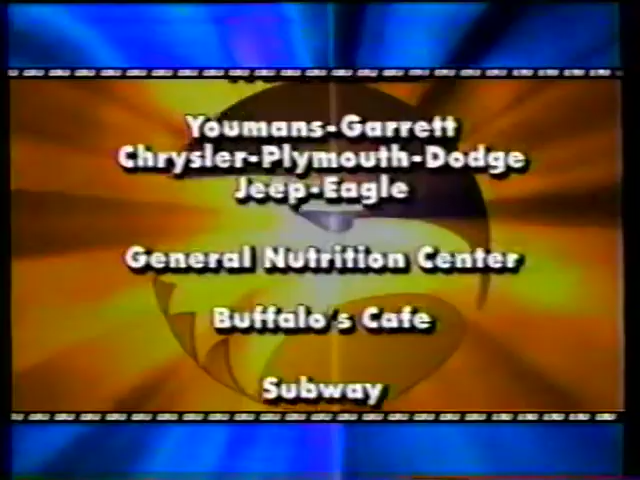 Youmans-Garrett
Chrysler-Plymouth-Dodge
Jeep-Eagle
General Nutrition Center
Buffalo's Cafe
Subway